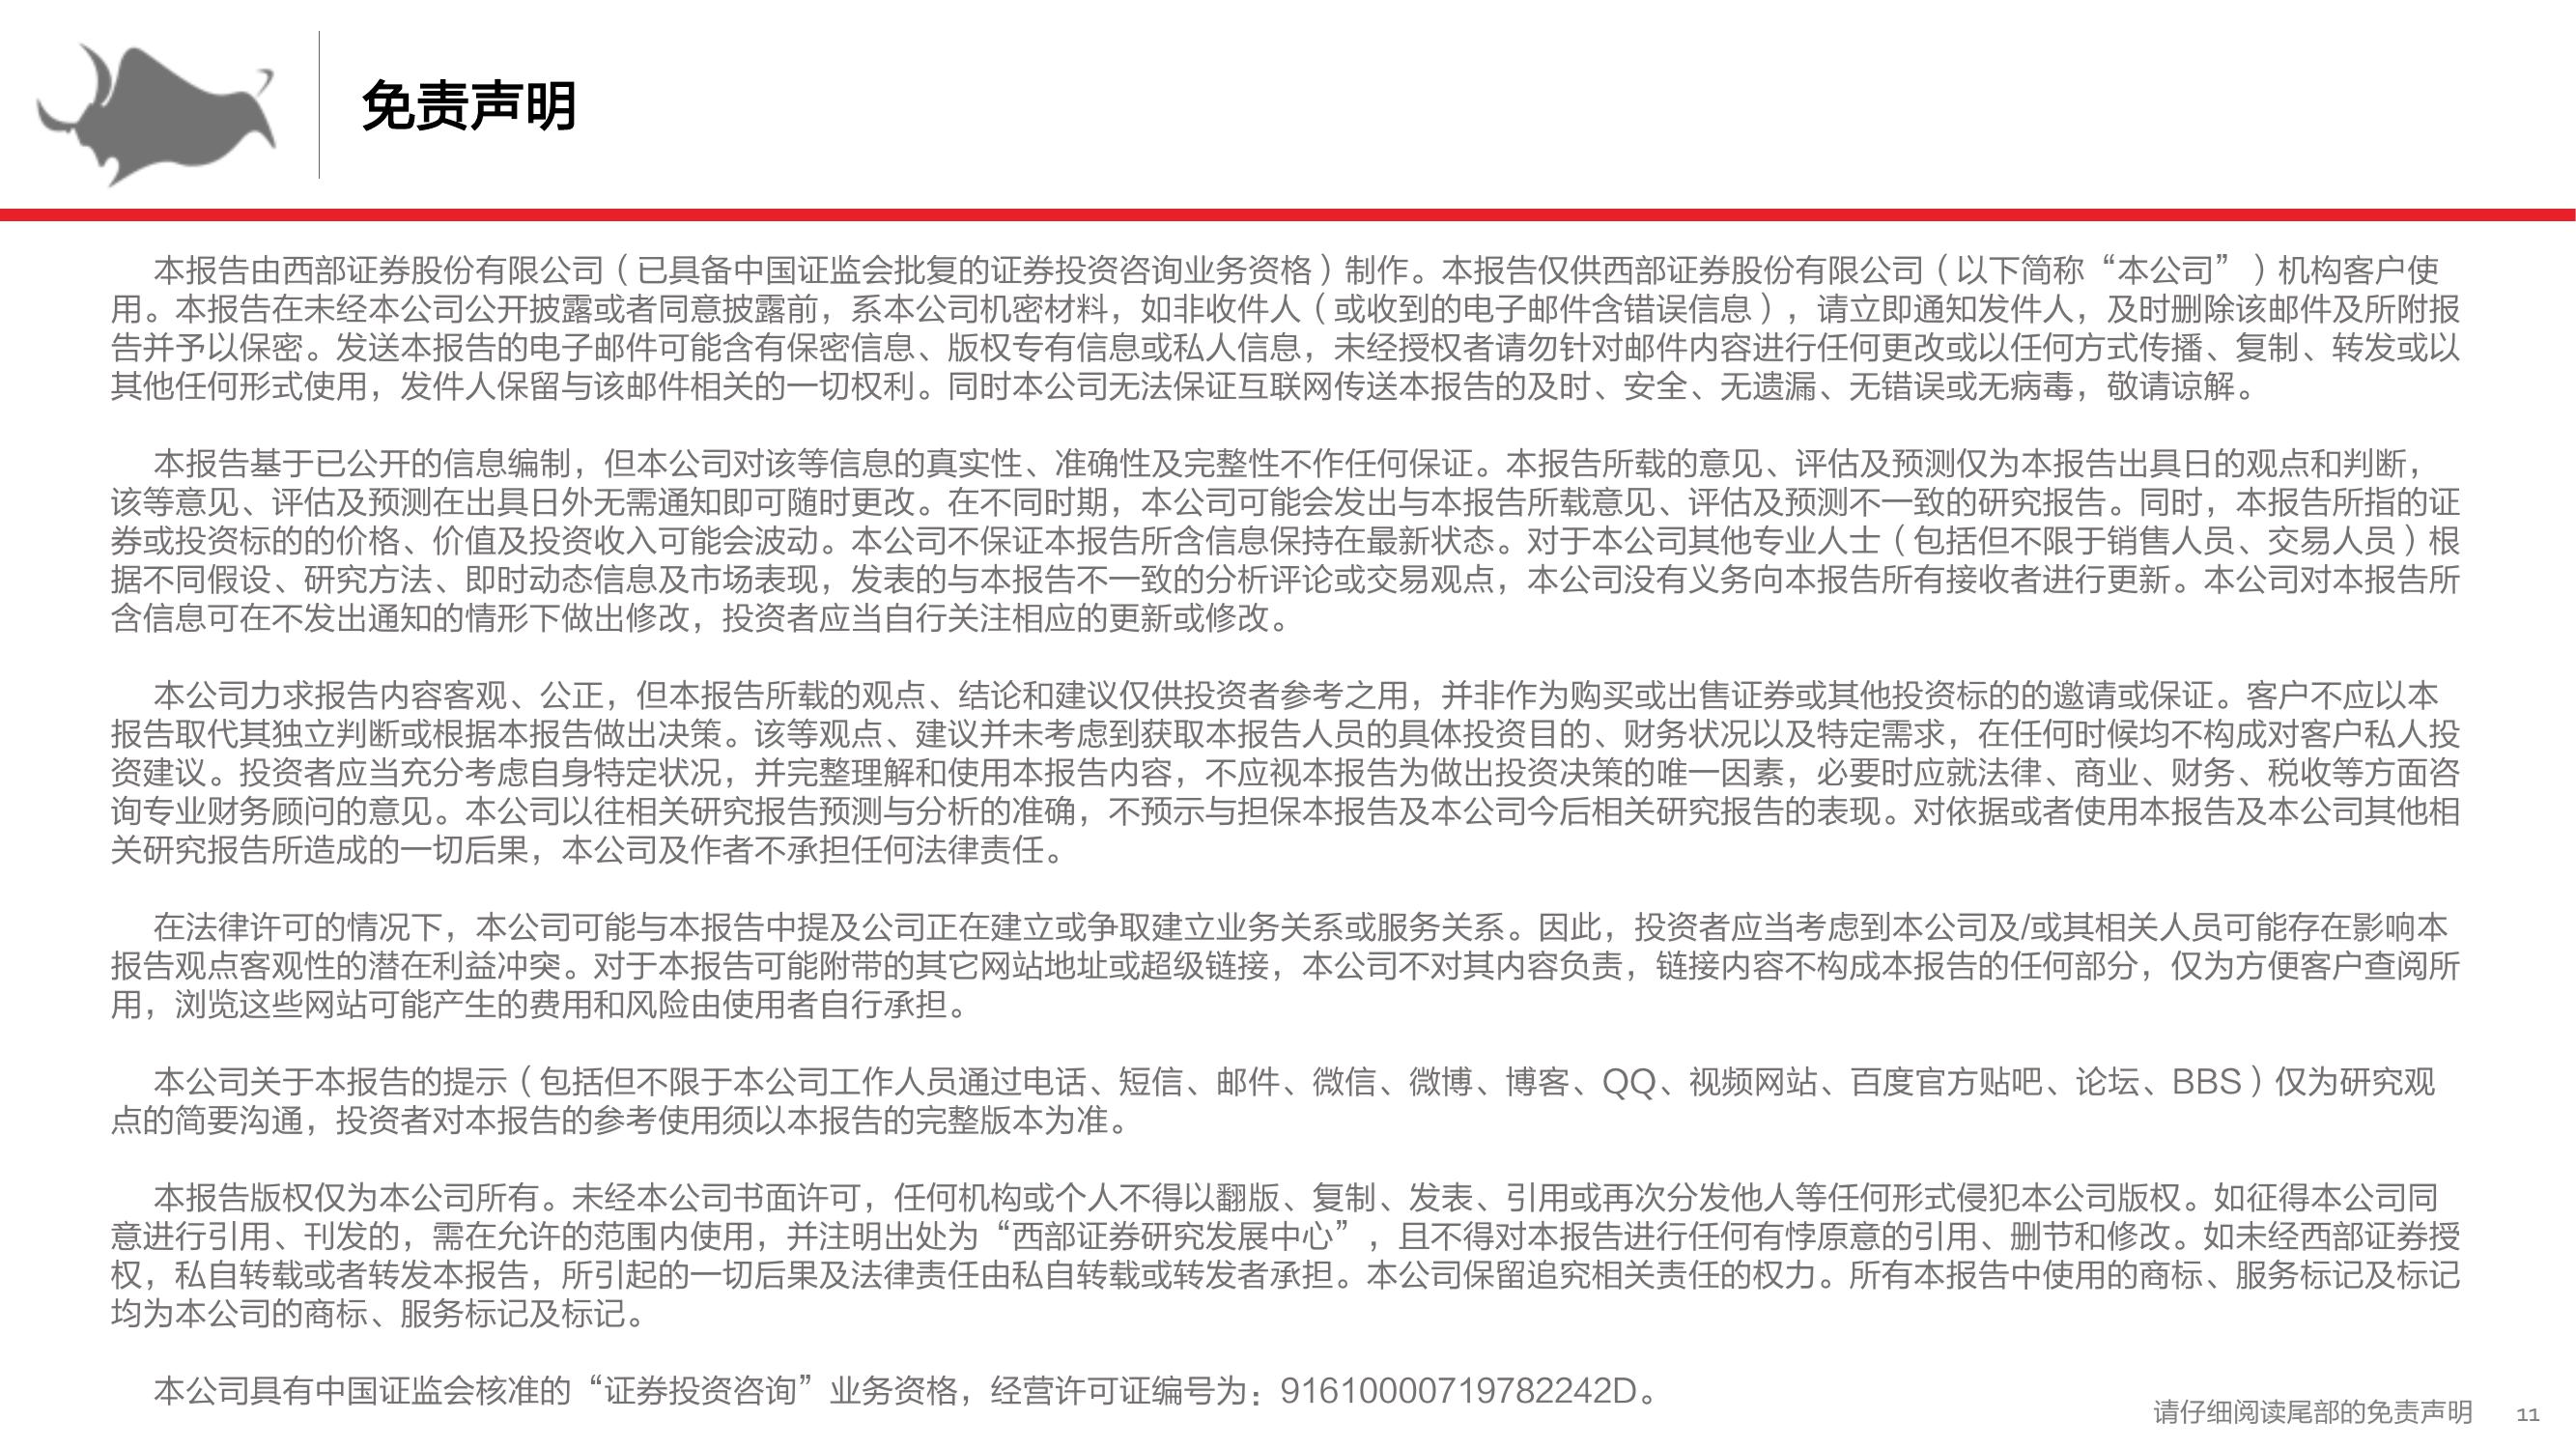 免责声明
本报告由西部证券股份有限公司（已具备中国证监会批复的证券投资咨询业务资格）制作。本报告仅供西部证券股份有限公司（以下简称“本公司”）机构客户使
用。本报告在未经本公司公开披露或者同意披露前，系本公司机密材料，如非收件人（或收到的电子邮件含错误信息），请立即通知发件人，及时删除该邮件及所附报
告并予以保密。发送本报告的电子邮件可能含有保密信息、版权专有信息或私人信息，未经授权者请勿针对邮件内容进行任何更改或以任何方式传播、复制、转发或以
其他任何形式使用，发件人保留与该邮件相关的一切权利。同时本公司无法保证互联网传送本报告的及时、安全、无遗漏、无错误或无病毒，敬请谅解。
本报告基于已公开的信息编制，但本公司对该等信息的真实性、准确性及完整性不作任何保证。本报告所载的意见、评估及预测仅为本报告出具日的观点和判断，
该等意见、评估及预测在出具日外无需通知即可随时更改。在不同时期，本公司可能会发出与本报告所载意见、评估及预测不一致的研究报告。同时，本报告所指的证
券或投资标的的价格、价值及投资收入可能会波动。本公司不保证本报告所含信息保持在最新状态。对于本公司其他专业人士（包括但不限于销售人员、交易人员）根
据不同假设、研究方法、即时动态信息及市场表现，发表的与本报告不一致的分析评论或交易观点，本公司没有义务向本报告所有接收者进行更新。本公司对本报告所
含信息可在不发出通知的情形下做出修改，投资者应当自行关注相应的更新或修改。
本公司力求报告内容客观、公正，但本报告所载的观点、结论和建议仅供投资者参考之用，并非作为购买或出售证券或其他投资标的的邀请或保证。客户不应以本
报告取代其独立判断或根据本报告做出决策。该等观点、建议并未考虑到获取本报告人员的具体投资目的、财务状况以及特定需求，在任何时候均不构成对客户私人投
资建议。投资者应当充分考虑自身特定状况，并完整理解和使用本报告内容，不应视本报告为做出投资决策的唯一因素，必要时应就法律、商业、财务、税收等方面咨
询专业财务顾问的意见。本公司以往相关研究报告预测与分析的准确，不预示与担保本报告及本公司今后相关研究报告的表现。对依据或者使用本报告及本公司其他相
关研究报告所造成的一切后果，本公司及作者不承担任何法律责任。
在法律许可的情况下，本公司可能与本报告中提及公司正在建立或争取建立业务关系或服务关系。因此，投资者应当考虑到本公司及/或其相关人员可能存在影响本
报告观点客观性的潜在利益冲突。对于本报告可能附带的其它网站地址或超级链接，本公司不对其内容负责，链接内容不构成本报告的任何部分，仅为方便客户查阅所
用，浏览这些网站可能产生的费用和风险由使用者自行承担。
本公司关于本报告的提示（包括但不限于本公司工作人员通过电话、短信、邮件、微信、微博、博客、QQ、视频网站、百度官方贴吧、论坛、BBS）仅为研究观
点的简要沟通，投资者对本报告的参考使用须以本报告的完整版本为准。
本报告版权仅为本公司所有。未经本公司书面许可，任何机构或个人不得以翻版、复制、发表、引用或再次分发他人等任何形式侵犯本公司版权。如征得本公司同
意进行引用、刊发的，需在允许的范围内使用，并注明出处为“西部证券研究发展中心”，且不得对本报告进行任何有悖原意的引用、删节和修改。如未经西部证券授
权，私自转载或者转发本报告，所引起的一切后果及法律责任由私自转载或转发者承担。本公司保留追究相关责任的权力。所有本报告中使用的商标、服务标记及标记
均为本公司的商标、服务标记及标记。
本公司具有中国证监会核准的“证券投资咨询”业务资格，经营许可证编号为：91610000719782242D。
请仔细阅读尾部的免责声明 11